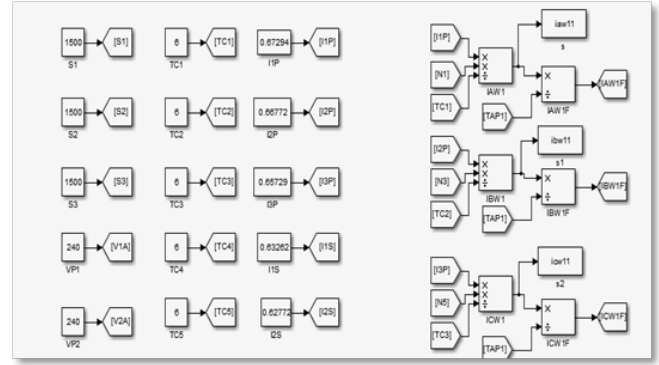 1500 [S1] S1
6 [TC1] TC1
0.67294 [I1P] I1P
1500 [S2] S2
6 [TC2] TC2
0.66772 [I2P] I2P
1500 [S3] S3
6 [TC3] TC3
0.65729 [I3P] I3P
240 [V1A] VP1
6 [TC4] TC4
0.63262 [I1S] I1S
240 [V2A] VP2
6 [TC5] TC5
0.62772 [I2S] I2S
[I1P]
[N1]
[TC1]
× × ÷
IAW1
iaw11
s
[TAP1]
× ÷
IAW1F
[IAW1F]
[I2P]
[N3]
[TC2]
× × ÷
IBW1
ibw11
s1
[TAP1]
× ÷
IBW1F
[IBW1F]
[I3P]
[N5]
[TC3]
× × ÷
ICW1
icw11
s2
[TAP1]
× ÷
ICW1F
[ICW1F]